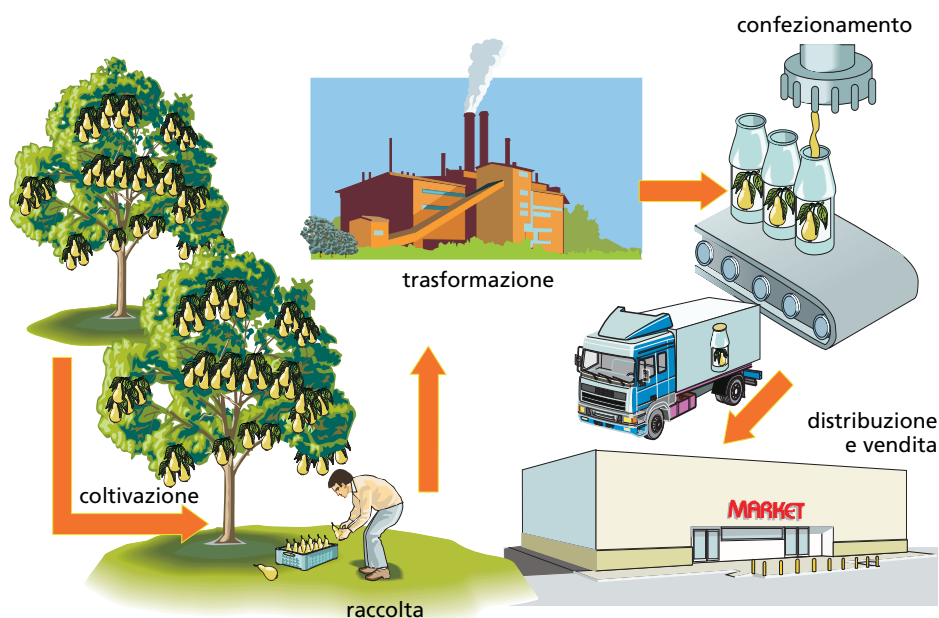 confezionamento
trasformazione
coltivazione
distribuzione
e vendita
MARKET
raccolta